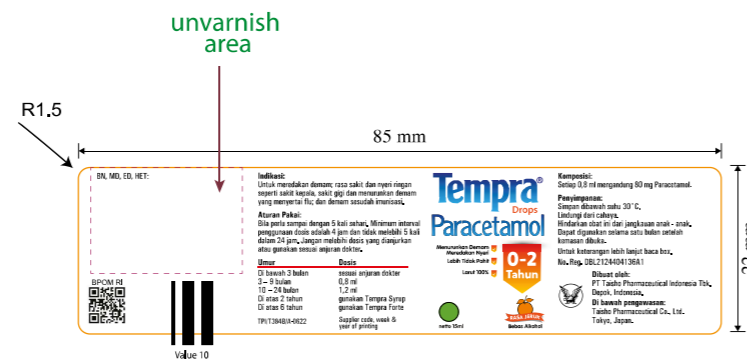 unvarnish
area
R1.5
85 mm
BN, MD, ED, HET:
BPOM RI
Value 10
Indikasi:
Untuk meredakan demam; rasa sakit dan nyeri ringan
seperti sakit kepala, sakit gigi dan menurunkan demam
yang menyertai flu; dan demam sesudah imunisasi.
Aturan Pakai:
Bila perlu sampai dengan 5 kali sehari. Minimum interval
penggunaan dosis adalah 4 jam dan tidak melebihi 5 kali
dalam 24 jam. Jangan melebihi dosis yang dianjurkan
atau gunakan sesuai anjuran dokter.
Umur Dosis
Di bawah 3 bulan sesuai anjuran dokter
3 – 9 bulan 0,8 ml
10 – 24 bulan 1,2 ml
Di atas 2 tahun gunakan Tempra Syrup
Di atas 6 tahun gunakan Tempra Forte
TPI/T394B/A-0622 Supplier code, week &
year of printing
Tempra®
Drops
Paracetamol
Menurunkan Demam
Meredakan Nyeri
Lebih Tidak Pahit
Larut 100%
0-2
Tahun
RASA JERUK
netto 15ml
Bebas Alkohol
Komposisi:
Setiap 0,8 ml mengandung 80 mg Paracetamol.
Penyimpanan:
Simpan dibawah suhu 30°C.
Lindungi dari cahaya.
Hindarkan obat ini dari jangkauan anak - anak.
Dapat digunakan selama satu bulan setelah
kemasan dibuka.
Untuk keterangan lebih lanjut baca box.
No. Reg. DBL2124404136A1
Dibuat oleh:
PT Taisho Pharmaceutical Indonesia Tbk.
Depok, Indonesia.
Di bawah pengawasan:
Taisho Pharmaceutical Co., Ltd.
Tokyo, Japan.